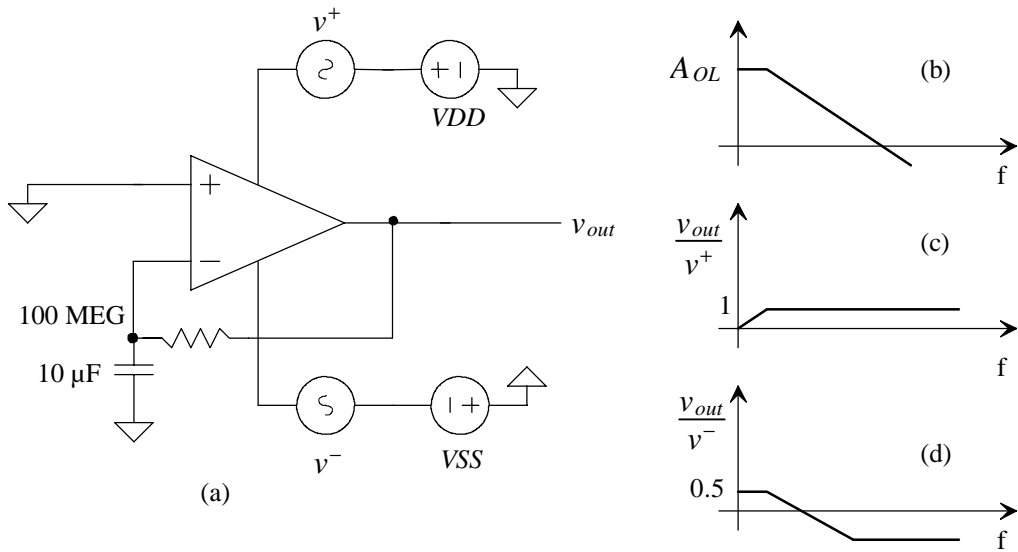 v⁺
VDD
+
−
v_out
100 MEG
10 μF
v⁻
VSS
(a)
A_OL
(b)
f
v_out
v⁺
(c)
1
f
v_out
v⁻
(d)
0.5
f